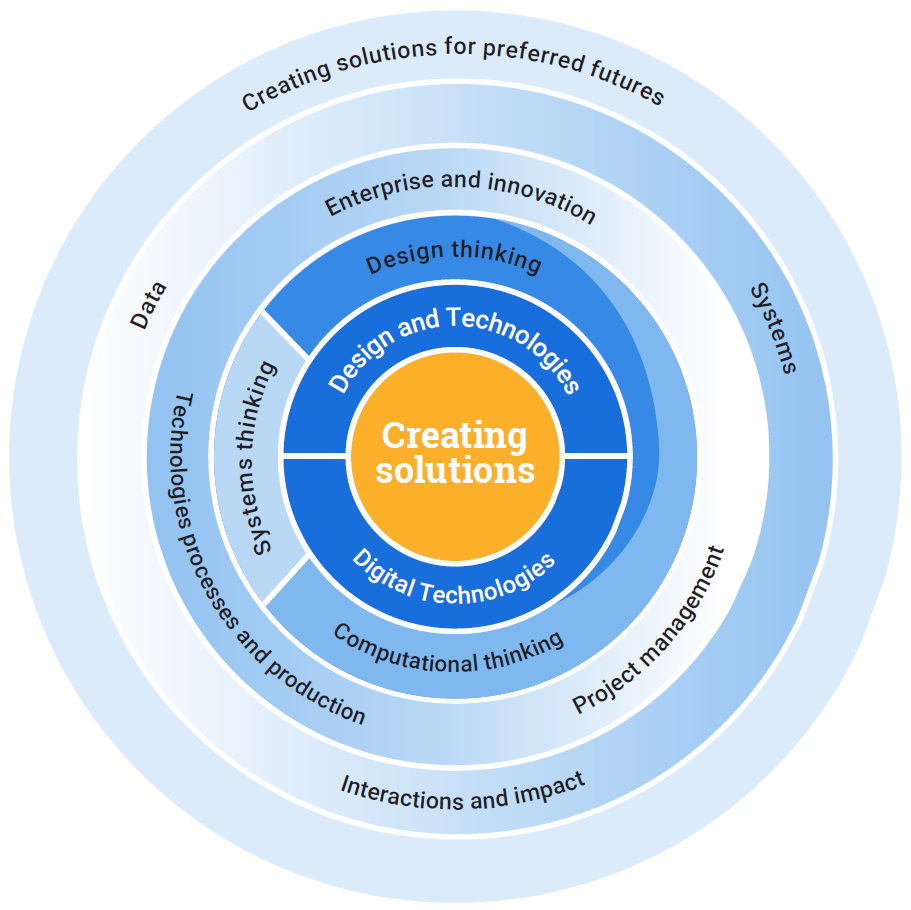 Creating solutions for preferred futures
Data
Systems
Interactions and impact
Enterprise and innovation
Technologies processes and production
Project management
Design thinking
Systems thinking
Computational thinking
Design and Technologies
Digital Technologies
Creating
solutions